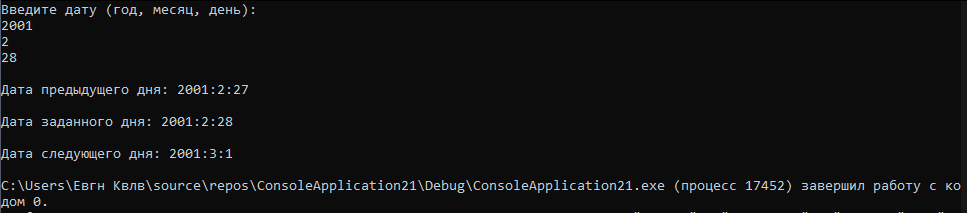 Введите дату (год, месяц, день):
2001
2
28
Дата предыдущего дня: 2001:2:27
Дата заданного дня: 2001:2:28
Дата следующего дня: 2001:3:1
C:\Users\Евгн Квлв\source\repos\ConsoleApplication21\Debug\ConsoleApplication21.exe (процесс 17452) завершил работу с ко
дом 0.